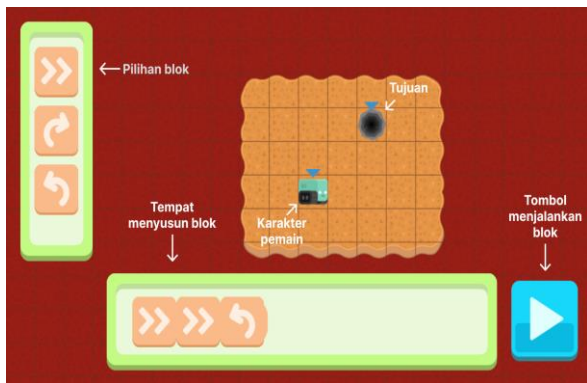 Pilihan blok
Tujuan
Tempat
menyusun blok
Karakter
pemain
Tombol
menjalankan
blok